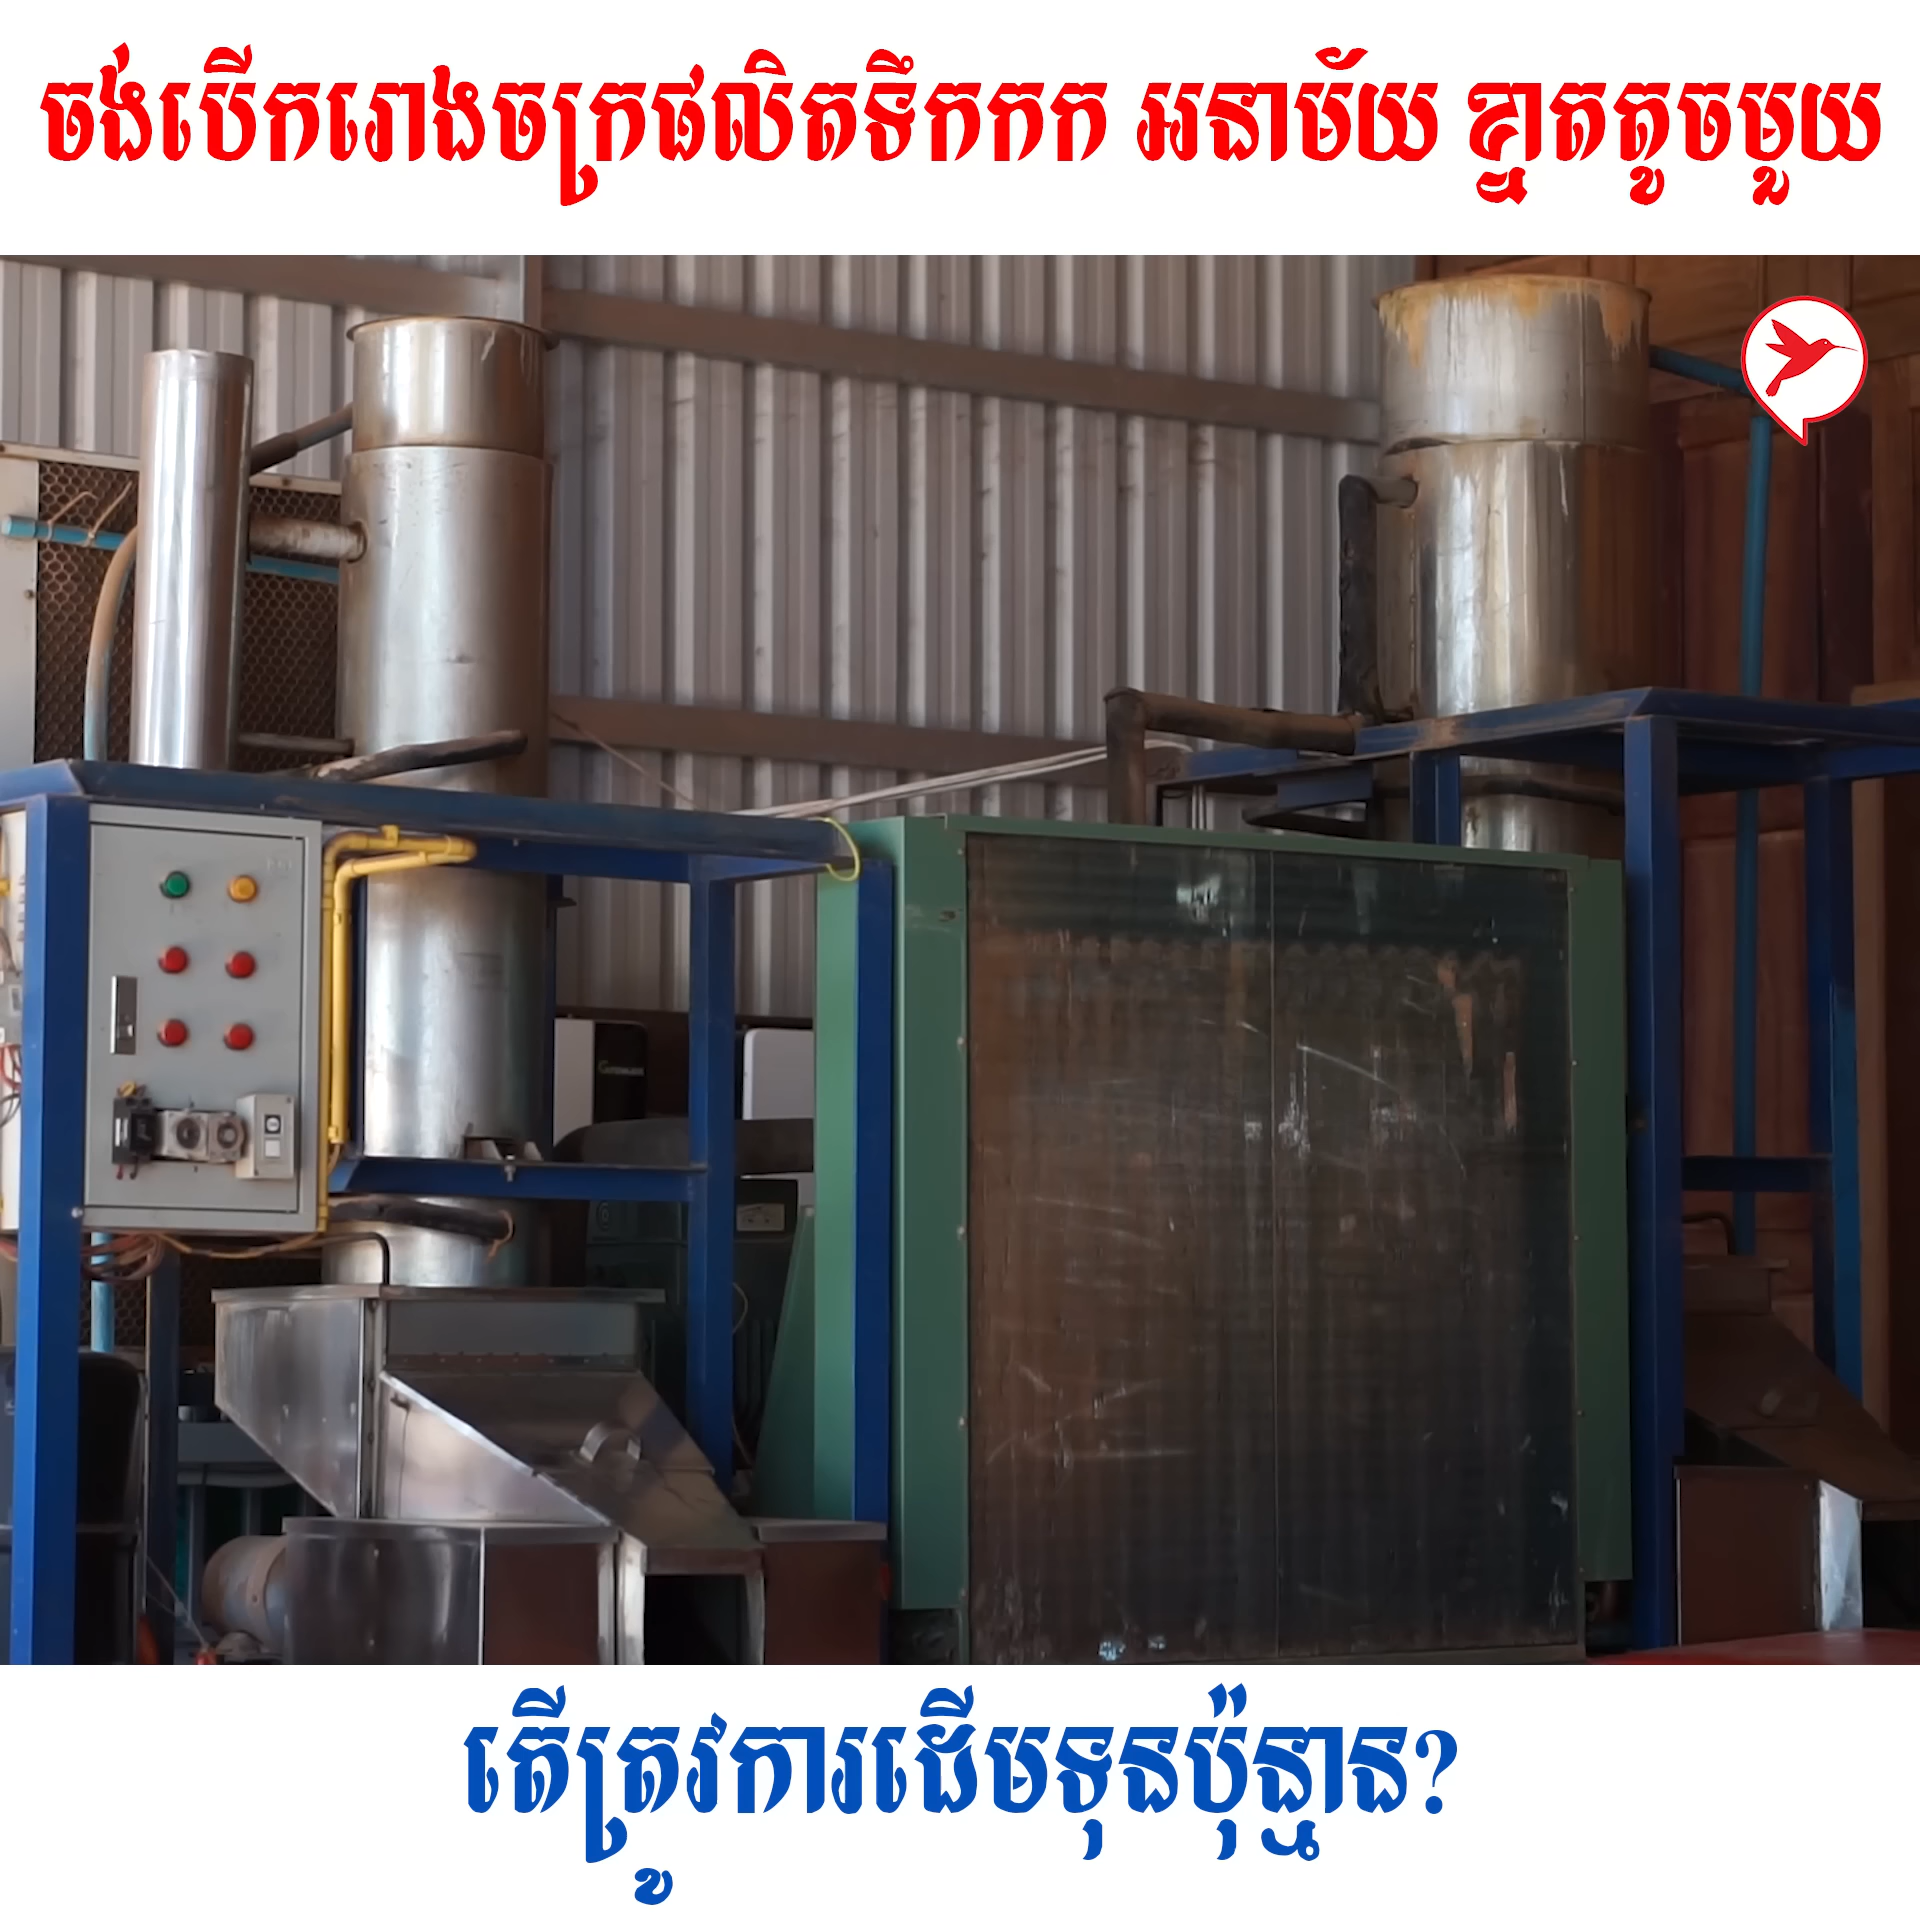 ចង់បើករោងចក្រផលិតទឹកកក អនាម័យ ខ្នាតតូចមួយ
តើត្រូវការដើមទុនប៉ុន្មាន?